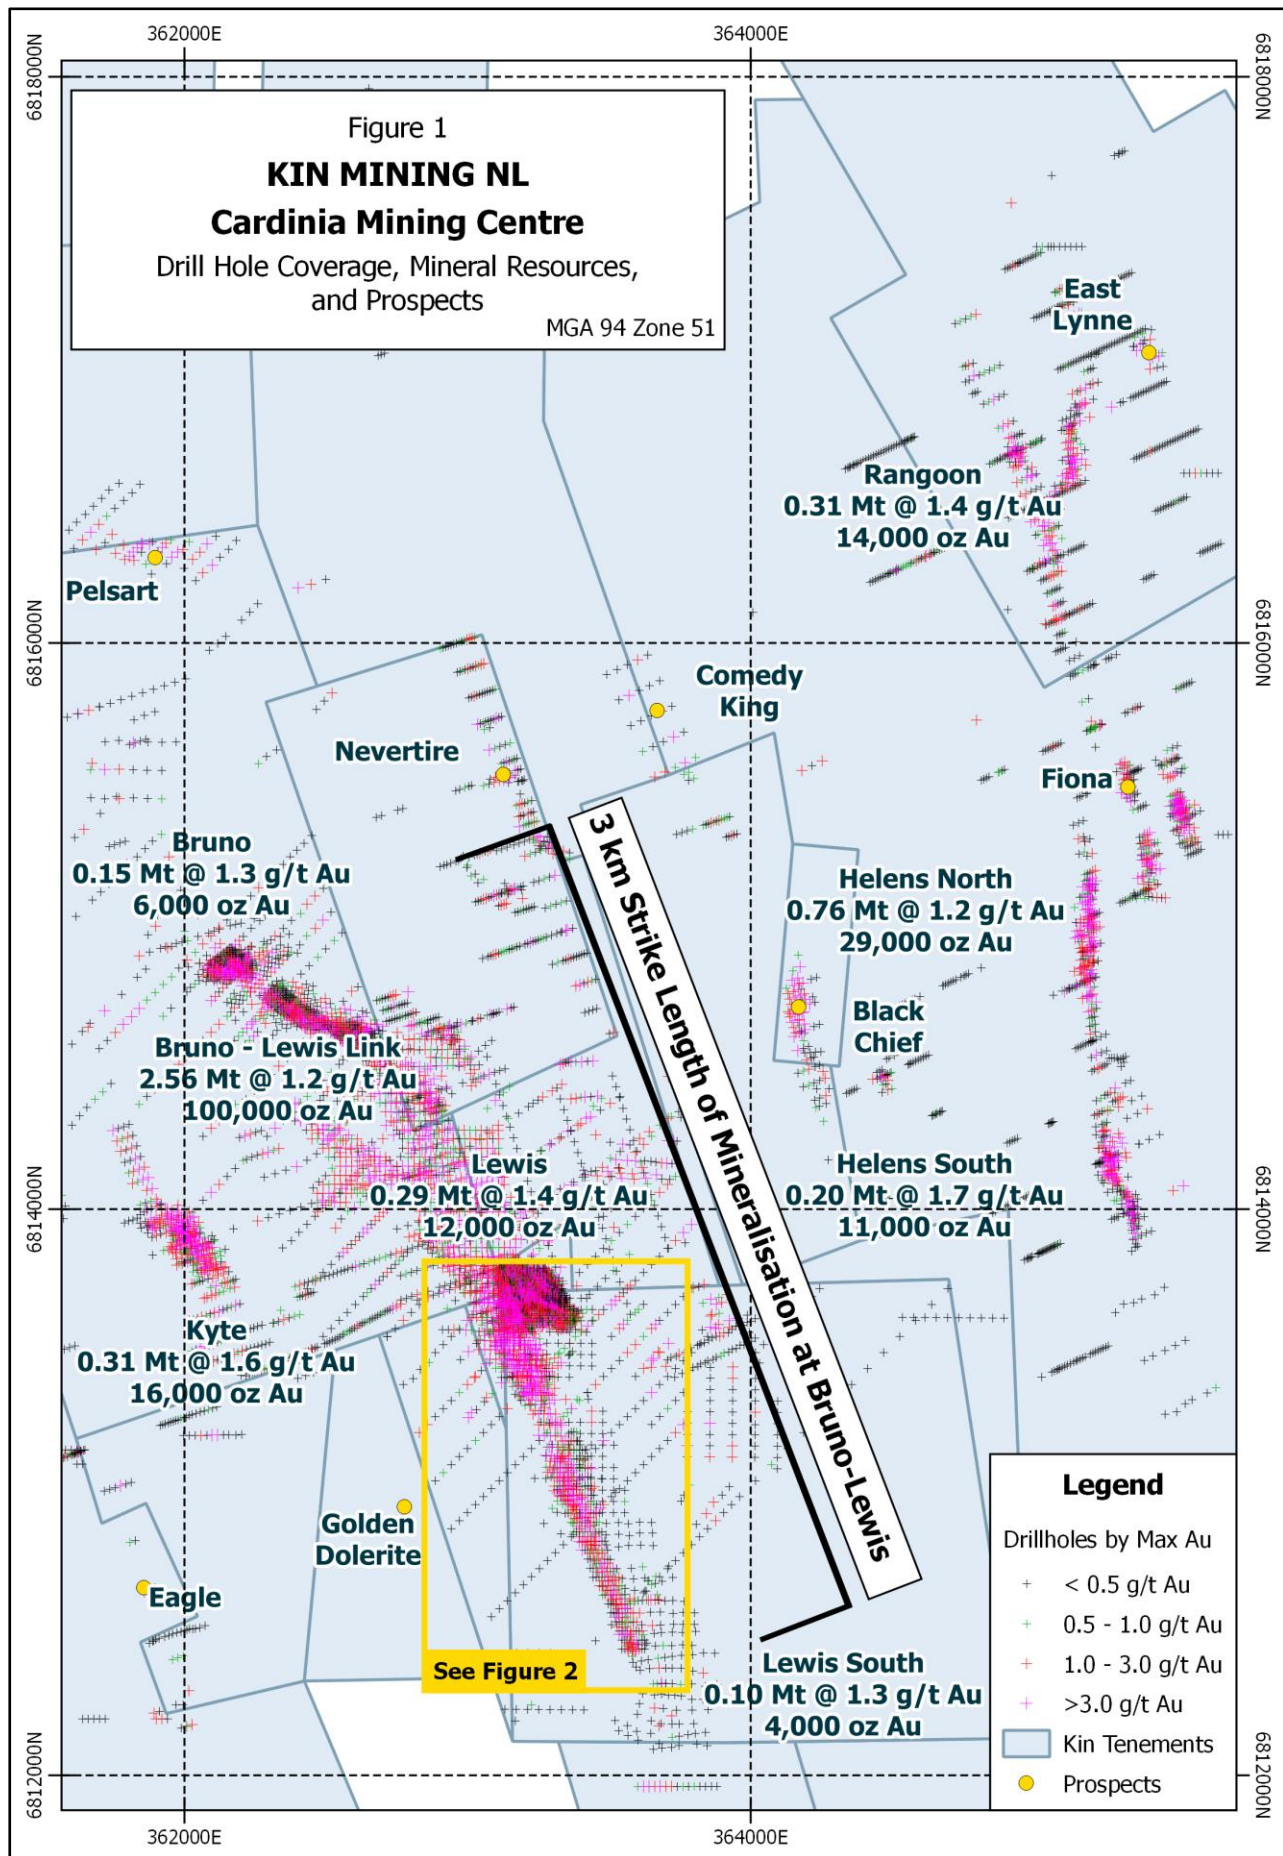 362000E
364000E
6818000N
6818000N
Figure 1
KIN MINING NL
Cardinia Mining Centre
Drill Hole Coverage, Mineral Resources,
and Prospects
MGA 94 Zone 51
East
Lynne
Rangoon
0.31 Mt @ 1.4 g/t Au
14,000 oz Au
Pelsart
6816000N
6816000N
Comedy
King
Nevertire
Fiona
Bruno
0.15 Mt @ 1.3 g/t Au
6,000 oz Au
3 km Strike Length of Mineralisation at Bruno-Lewis
Helens North
0.76 Mt @ 1.2 g/t Au
29,000 oz Au
Black
Chief
Bruno - Lewis Link
2.56 Mt @ 1.2 g/t Au
100,000 oz Au
Lewis
0.29 Mt @ 1.4 g/t Au
12,000 oz Au
Helens South
0.20 Mt @ 1.7 g/t Au
11,000 oz Au
6814000N
6814000N
Kyte
0.31 Mt @ 1.6 g/t Au
16,000 oz Au
Golden
Dolerite
Eagle
See Figure 2
Lewis South
0.10 Mt @ 1.3 g/t Au
4,000 oz Au
Legend
Drillholes by Max Au
< 0.5 g/t Au
0.5 - 1.0 g/t Au
1.0 - 3.0 g/t Au
>3.0 g/t Au
Kin Tenements
Prospects
6812000N
6812000N
362000E
364000E